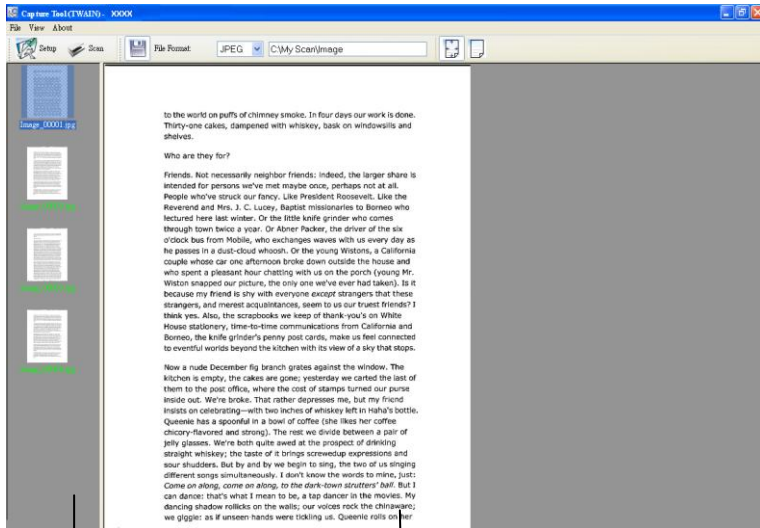 Capture Tool(TWAIN) - XXXX
File View About
Setup Scan File Format: JPEG C:\My Scan\Image
Image_00001.jpg
to the world on puffs of chimney smoke. In four days our work is done.
Thirty-one cakes, dampened with whiskey, bask on windowsills and
shelves.
Who are they for?
Friends. Not necessarily neighbor friends: indeed, the larger share is
intended for persons we've met maybe once, perhaps not at all.
People who've struck our fancy. Like President Roosevelt. Like the
Reverend and Mrs. J. C. Lucey, Baptist missionaries to Borneo who
lectured here last winter. Or the little knife grinder who comes
through town twice a year. Or Abner Packer, the driver of the six
o'clock bus from Mobile, who exchanges waves with us every day as
he passes in a dust-cloud whoosh. Or the young Wistons, a California
couple whose car one afternoon broke down outside the house and
who spent a pleasant hour chatting with us on the porch (young Mr.
Wiston snapped our picture, the only one we've ever had taken). Is it
because my friend is shy with everyone except strangers that these
strangers, and merest acquaintances, seem to us our truest friends? I
think yes. Also, the scrapbooks we keep of thank-you's on White
House stationery, time-to-time communications from California and
Borneo, the knife grinder's penny post cards, make us feel connected
to eventful worlds beyond the kitchen with its view of a sky that stops.
Now a nude December fig branch grates against the window. The
kitchen is empty, the cakes are gone; yesterday we carted the last of
them to the post office, where the cost of stamps turned our purse
inside out. We're broke. That rather depresses me, but my friend
insists on celebrating—with two inches of whiskey left in Haha's bottle.
Queenie has a spoonful in a bowl of coffee (she likes her coffee
chicory-flavored and strong). The rest we divide between a pair of
jelly glasses. We're both quite awed at the prospect of drinking
straight whiskey; the taste of it brings screwedup expressions and
sour shudders. But by and by we begin to sing, the two of us singing
different songs simultaneously. I don't know the words to mine, just:
Come on along, come on along, to the dark-town strutters' ball. But I
can dance: that's what I mean to be, a tap dancer in the movies. My
dancing shadow rollicks on the walls; our voices rock the chinaware;
we giggle: as if unseen hands were tickling us. Queenie rolls on her